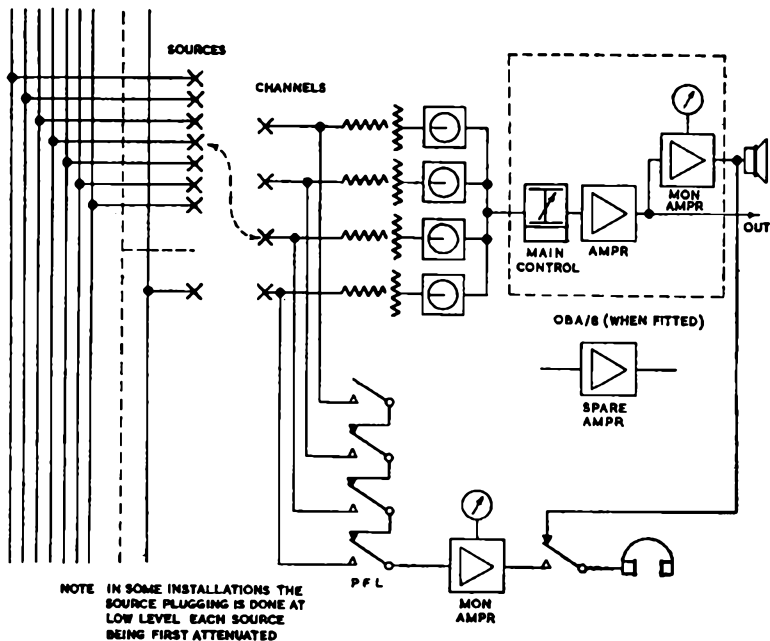 SOURCES
CHANNELS
MAIN
CONTROL
AMPR
MON
AMPR
OUT
OBA/8 (WHEN FITTED)
SPARE
AMPR
P F L
MON
AMPR
NOTE IN SOME INSTALLATIONS THE
SOURCE PLUGGING IS DONE AT
LOW LEVEL EACH SOURCE
BEING FIRST ATTENUATED